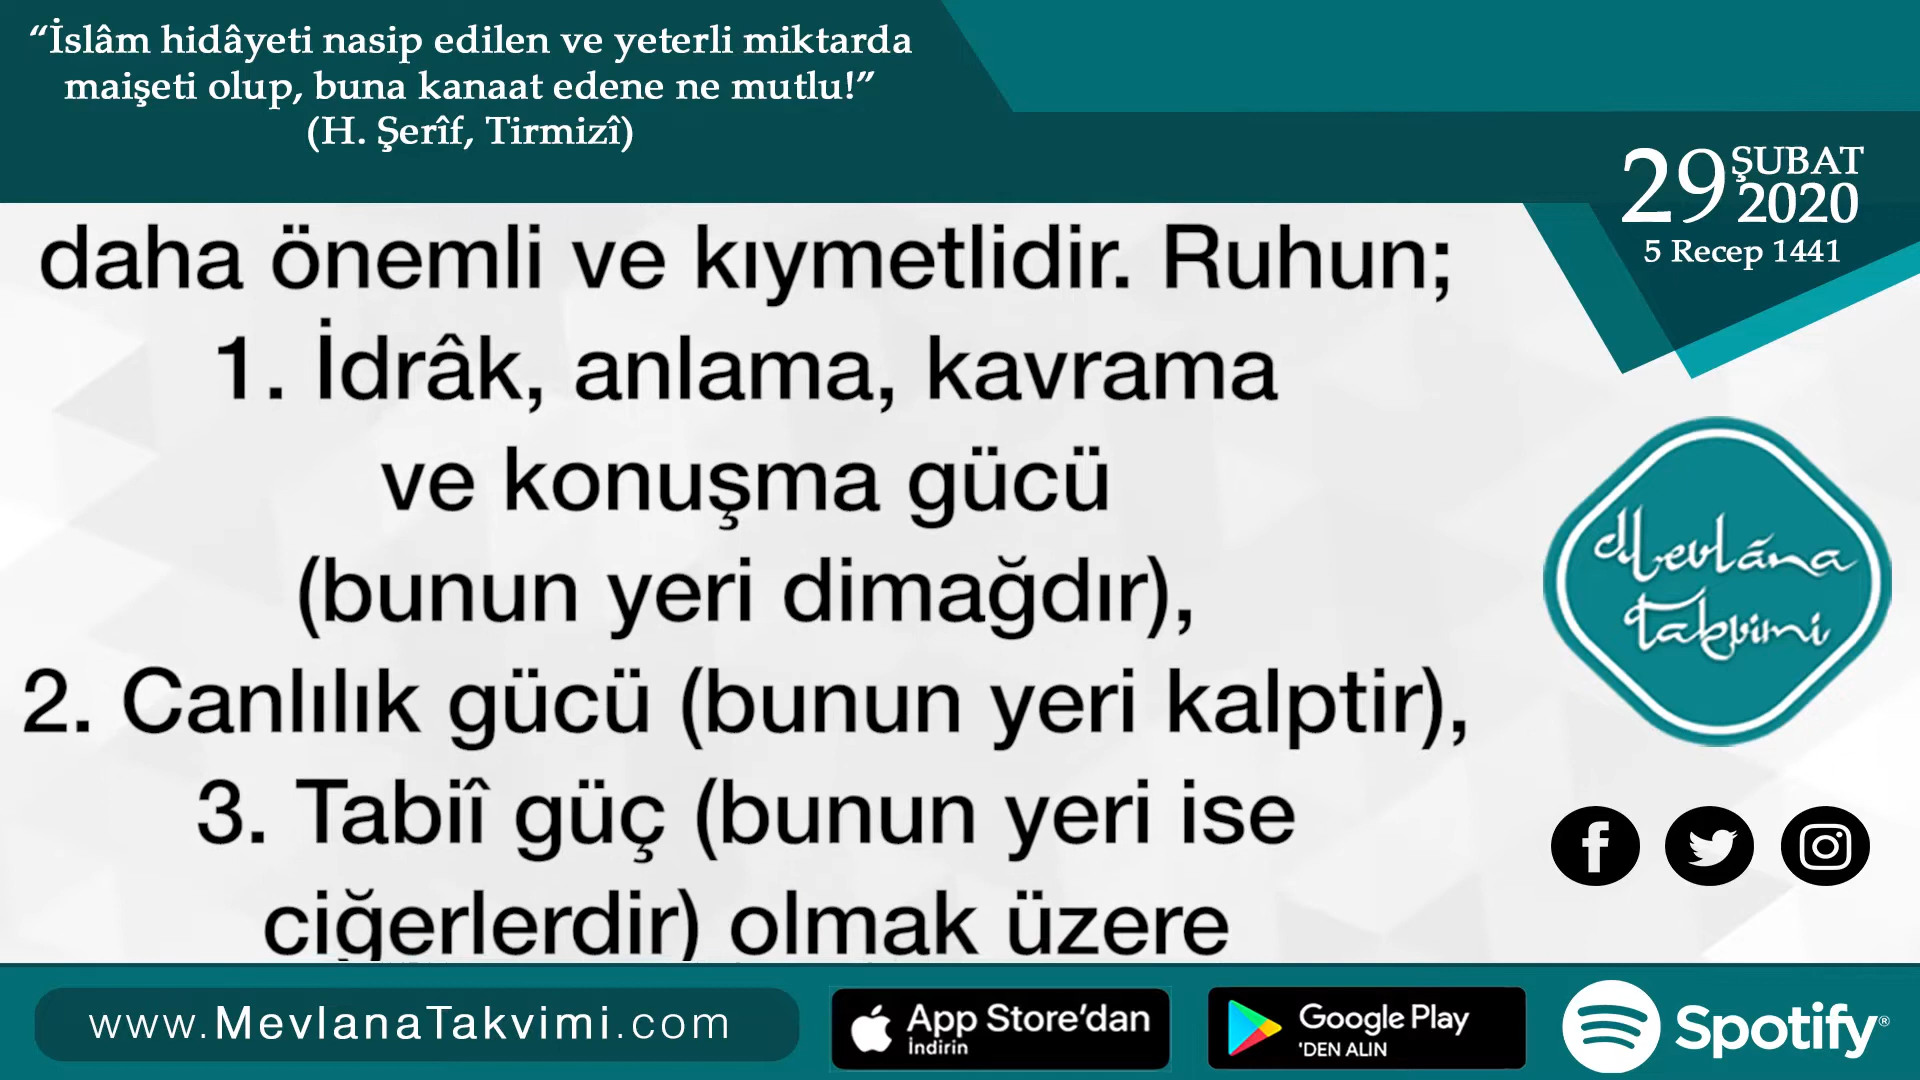 “İslâm hidâyeti nasip edilen ve yeterli miktarda
maişeti olup, buna kanaat edene ne mutlu!”
(H. Şerîf, Tirmizî)
29 ŞUBAT
2020
5 Recep 1441
daha önemli ve kıymetlidir. Ruhun;
1. İdrâk, anlama, kavrama
ve konuşma gücü
(bunun yeri dimağdır),
2. Canlılık gücü (bunun yeri kalptir),
3. Tabiî güç (bunun yeri ise
ciğerlerdir) olmak üzere
Mevlâna
Takvimi
www.MevlanaTakvimi.com
App Store’dan
İndirin
Google Play
'DEN ALIN
Spotify®